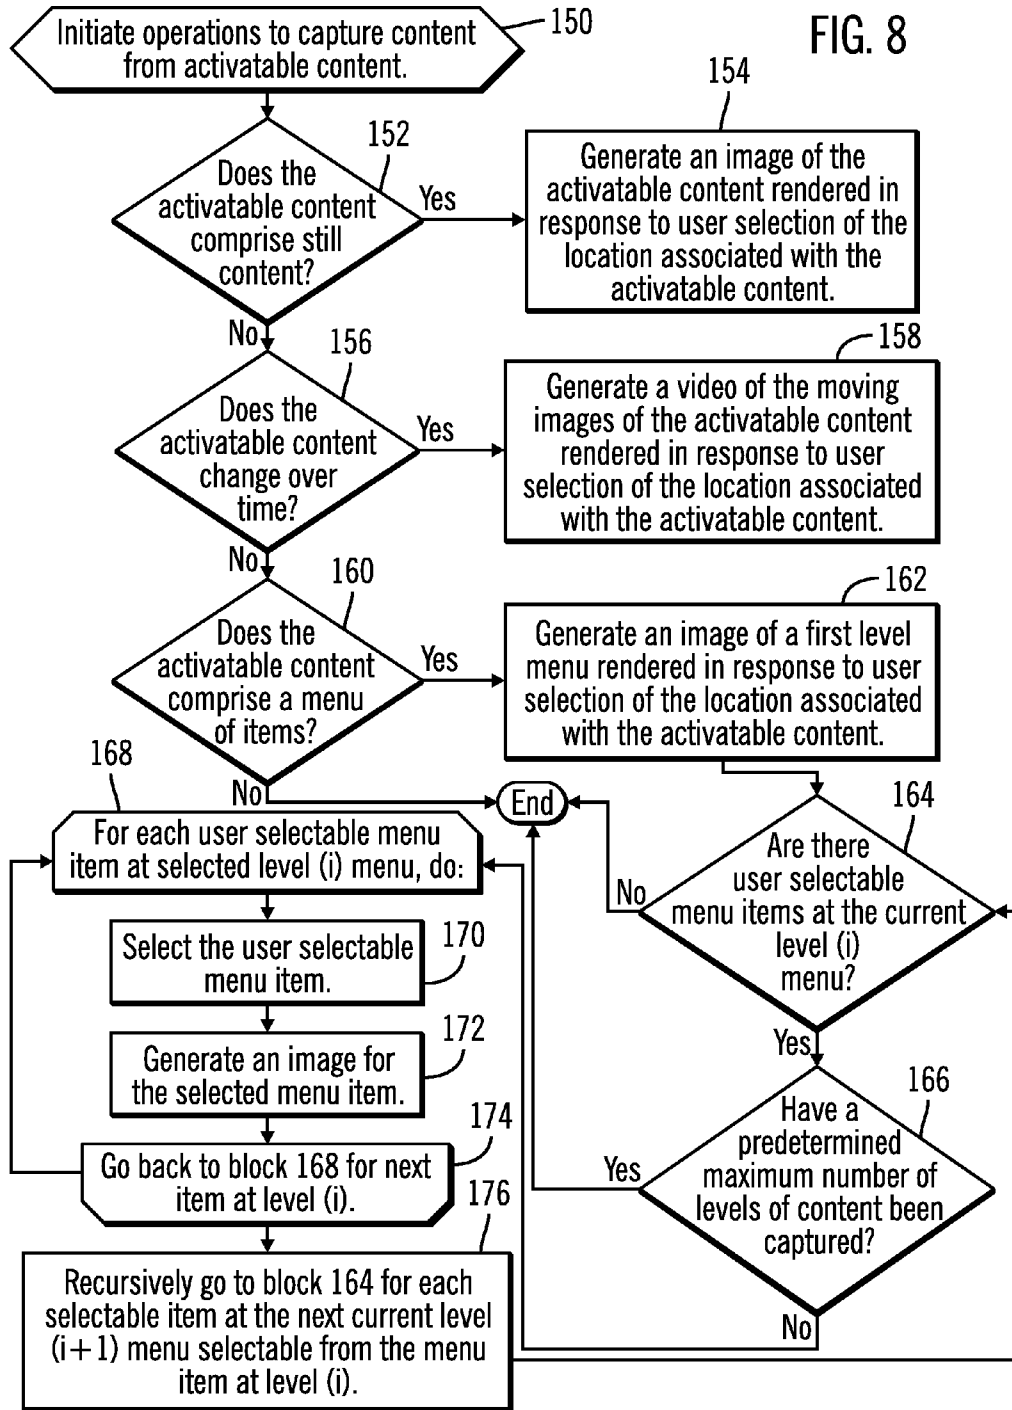 FIG. 8
150
Initiate operations to capture content
from activatable content.
152
Does the
activatable content
comprise still
content?
Yes
No
154
Generate an image of the
activatable content rendered in
response to user selection of the
location associated with the
activatable content.
156
Does the
activatable content
change over
time?
Yes
No
158
Generate a video of the moving
images of the activatable content
rendered in response to user
selection of the location associated
with the activatable content.
160
Does the
activatable content
comprise a menu
of items?
Yes
No
162
Generate an image of a first level
menu rendered in response to user
selection of the location associated
with the activatable content.
End
164
Are there
user selectable
menu items at the current
level (i)
menu?
No
Yes
166
Have a
predetermined
maximum number of
levels of content been
captured?
Yes
No
168
For each user selectable menu
item at selected level (i) menu, do:
170
Select the user selectable
menu item.
172
Generate an image for
the selected menu item.
174
Go back to block 168 for next
item at level (i).
176
Recursively go to block 164 for each
selectable item at the next current level
(i+1) menu selectable from the menu
item at level (i).